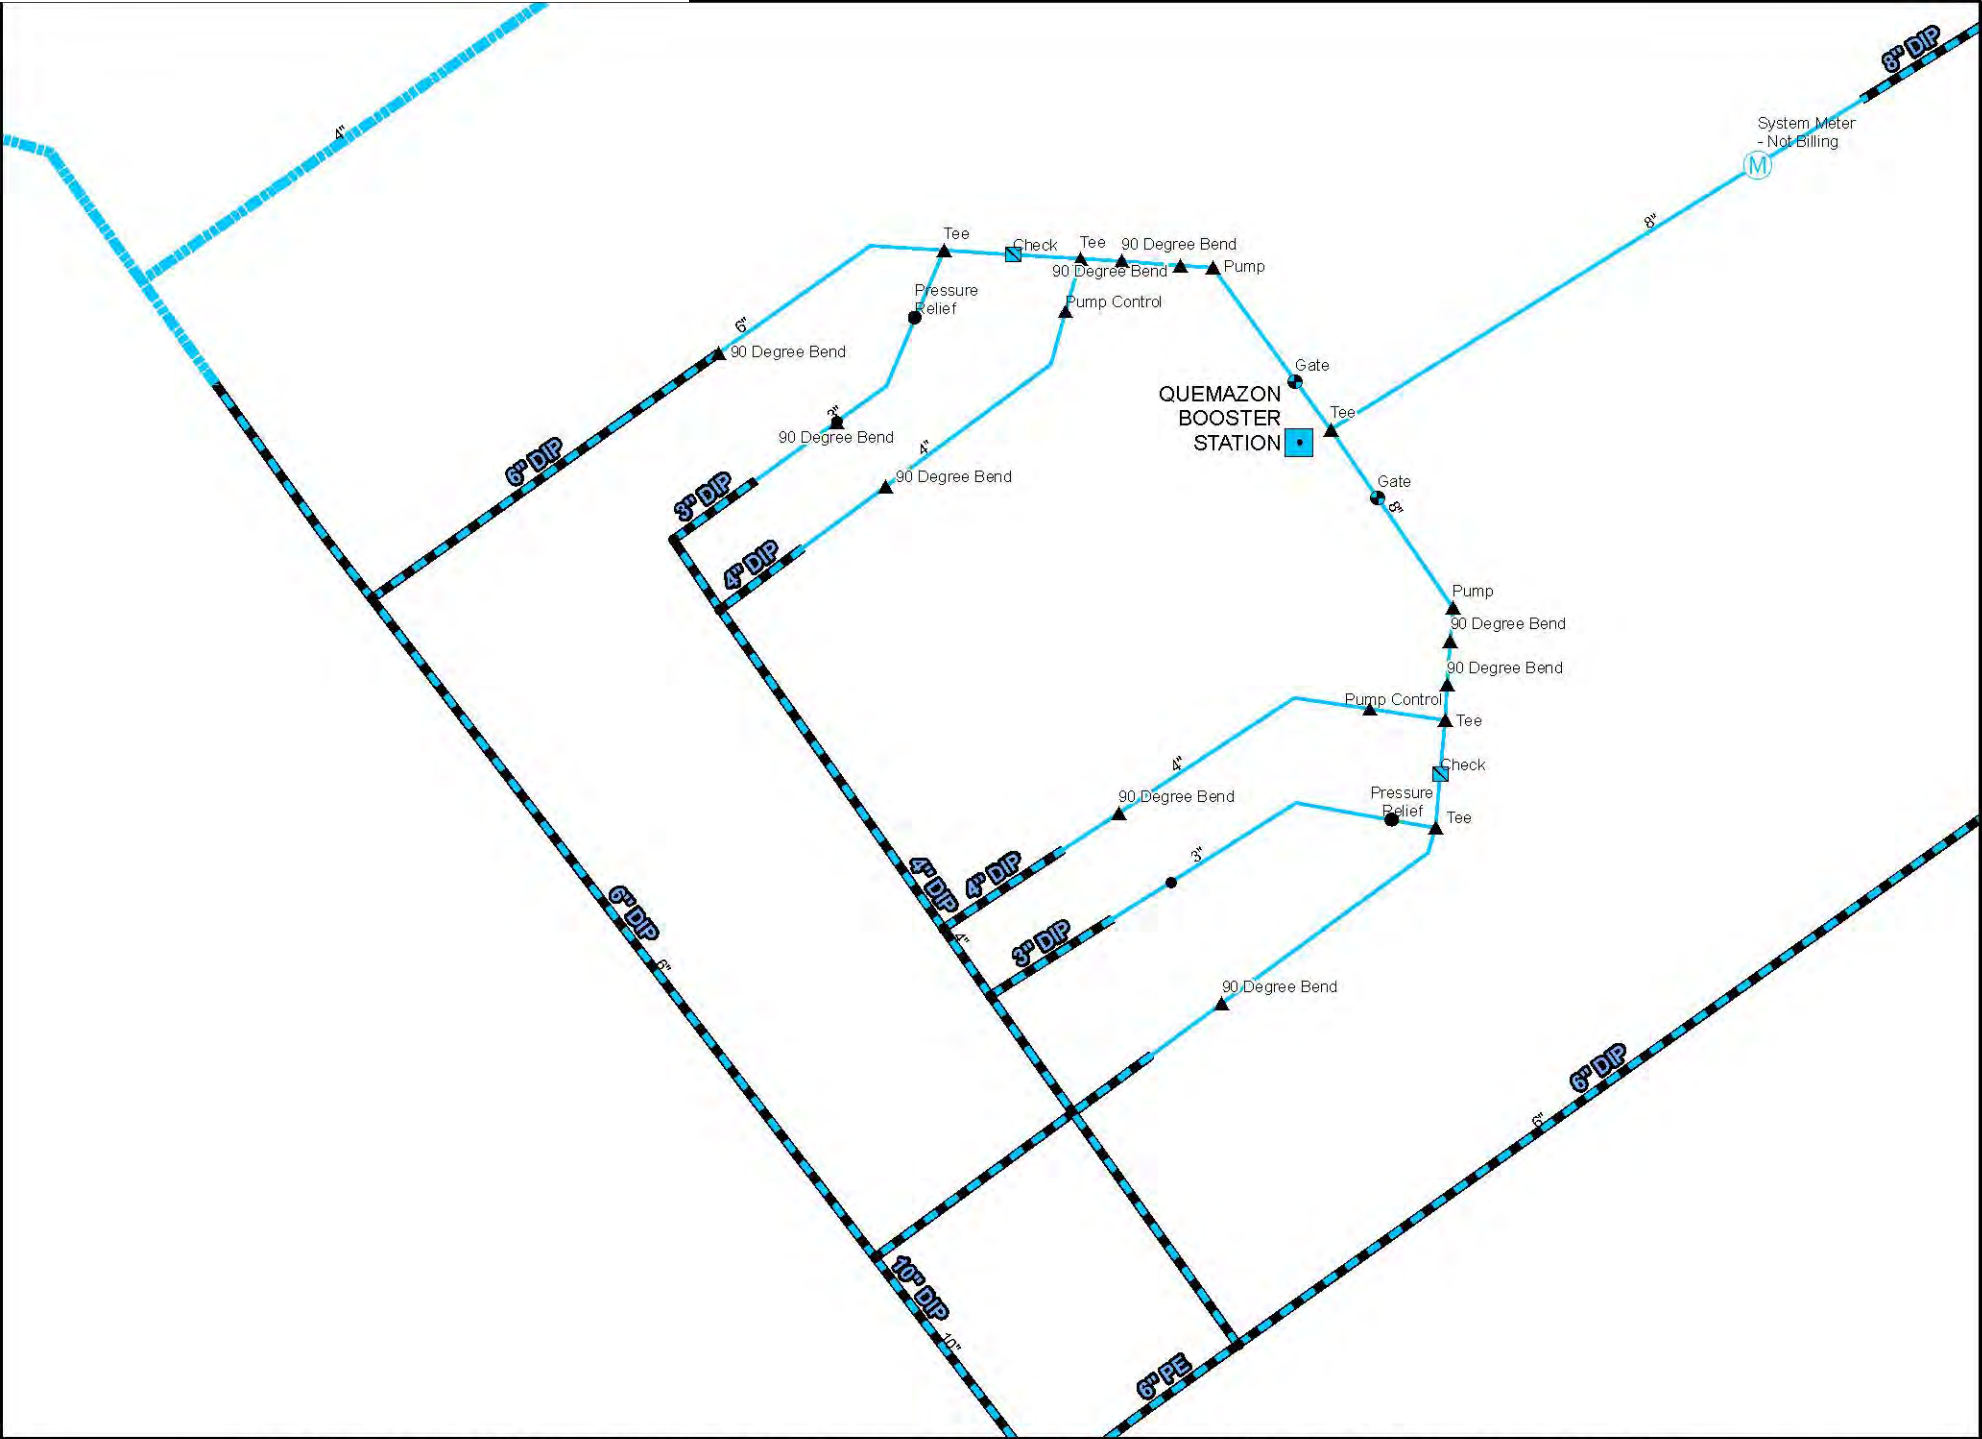 8" DIP
4"
System Meter
- Not Billing
M
8"
Tee
Check
Tee
90 Degree Bend
90 Degree Bend
Pump
Pressure
Relief
Pump Control
6"
90 Degree Bend
Gate
QUEMAZON
BOOSTER
STATION
Tee
3"
90 Degree Bend
4"
6" DIP
90 Degree Bend
3" DIP
Gate
8"
4" DIP
Pump
90 Degree Bend
90 Degree Bend
Pump Control
Tee
4"
Check
90 Degree Bend
Pressure
Relief
Tee
3"
4" DIP
4" DIP
6" DIP
4"
3" DIP
6"
90 Degree Bend
6" DIP
6"
10" DIP
10"
6" PE